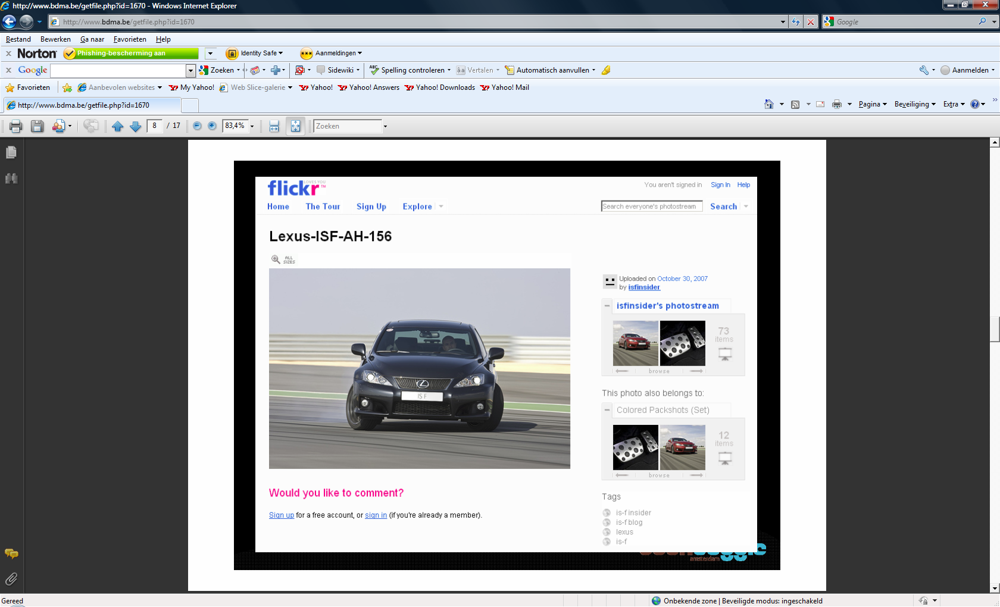 http://www.bdma.be/getfile.php?id=1670 - Windows Internet Explorer
http://www.bdma.be/getfile.php?id=1670
Google
Bestand Bewerken Ga naar Favorieten Help
x Norton Phishing-bescherming aan Identity Safe Aanmeldingen
x Google Zoeken Sidewiki ABC Spelling controleren âa Vertalen Automatisch aanvullen Aanmelden
Favorieten Aanbevolen websites My Yahoo! Web Slice-galerie Yahoo! Yahoo! Answers Yahoo! Downloads Yahoo! Mail
http://www.bdma.be/getfile.php?id=1670 Pagina Beveiliging Extra
8 / 17 83,4% Zoeken
flickr LOVES YOU TM
You aren't signed in Sign In Help
Home The Tour Sign Up Explore
Search everyone's photostream Search
Lexus-ISF-AH-156
ALL
SIZES
IS F
Would you like to comment?
Sign up for a free account, or sign in (if you're already a member).
Uploaded on October 30, 2007
by isfinsider
isfinsider's photostream
73
items
browse
This photo also belongs to:
Colored Packshots (Set)
12
items
browse
Tags
is-f insider
is-f blog
lexus
is-f
amsterdam
Gereed
Onbekende zone | Beveiligde modus: ingeschakeld